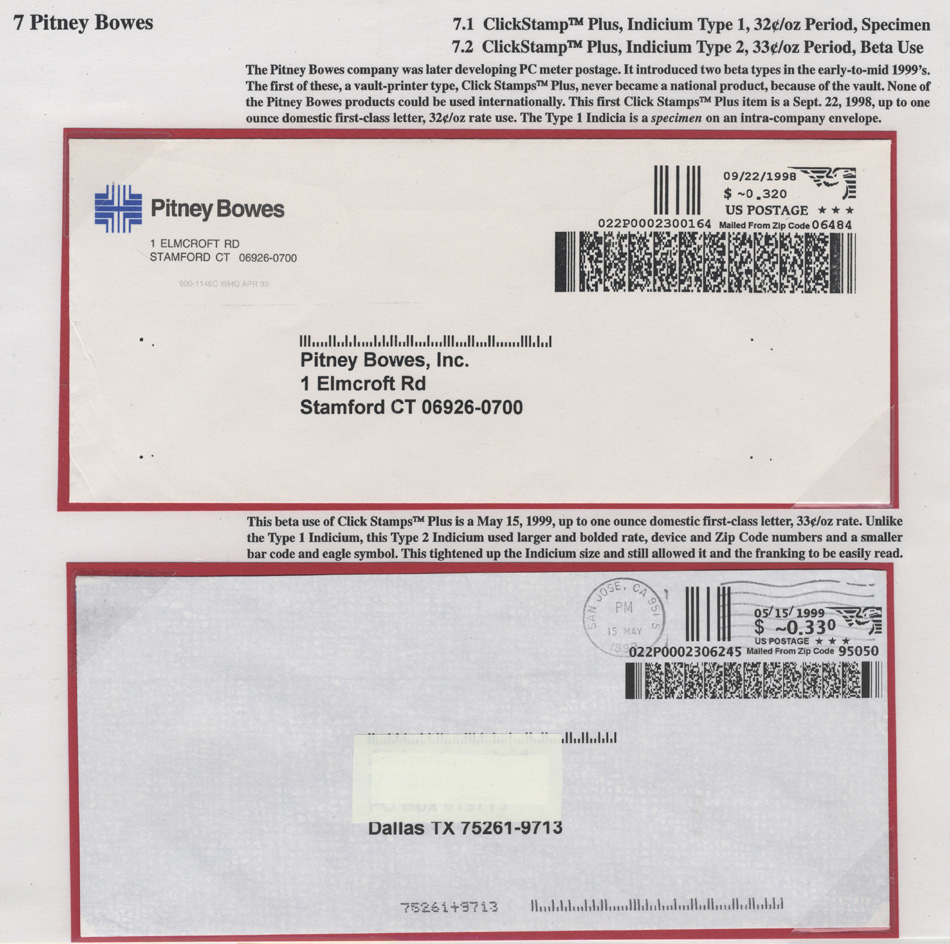 7 Pitney Bowes
7.1 ClickStamp™ Plus, Indicium Type 1, 32¢/oz Period, Specimen
7.2 ClickStamp™ Plus, Indicium Type 2, 33¢/oz Period, Beta Use
The Pitney Bowes company was later developing PC meter postage. It introduced two beta types in the early-to-mid 1999's.
The first of these, a vault-printer type, Click Stamps™ Plus, never became a national product, because of the vault. None of
the Pitney Bowes products could be used internationally. This first Click Stamps™ Plus item is a Sept. 22, 1998, up to one
ounce domestic first-class letter, 32¢/oz rate use. The Type 1 Indicia is a specimen on an intra-company envelope.
Pitney Bowes
1 ELMCROFT RD
STAMFORD CT 06926-0700
900-1146C WHQ APR 93
09/22/1998
$ ~0.320
US POSTAGE ★ ★ ★
022P0002300164 Mailed From Zip Code 06484
Pitney Bowes, Inc.
1 Elmcroft Rd
Stamford CT 06926-0700
This beta use of Click Stamps™ Plus is a May 15, 1999, up to one ounce domestic first-class letter, 33¢/oz rate. Unlike
the Type 1 Indicium, this Type 2 Indicium used larger and bolded rate, device and Zip Code numbers and a smaller
bar code and eagle symbol. This tightened up the Indicium size and still allowed it and the franking to be easily read.
SAN JOSE, CA 951 5
PM
15 MAY
1999
05/15/1999
$ ~0.330
US POSTAGE ★ ★ ★
022P0002306245 Mailed From Zip Code 95050
Dallas TX 75261-9713
75261+9713